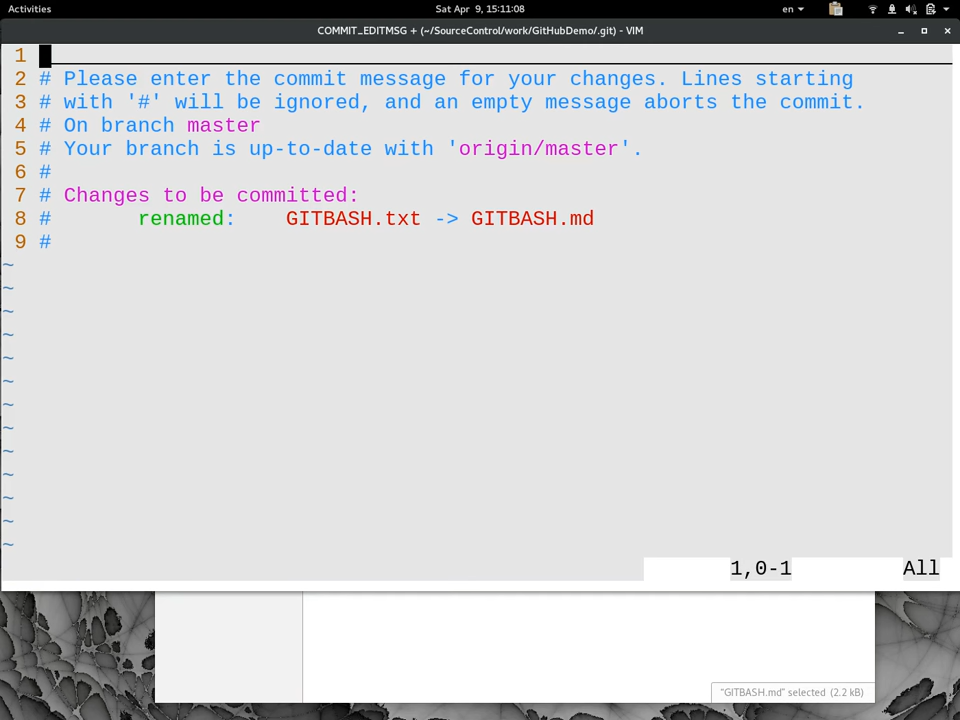 Activities
Sat Apr 9, 15:11:08
en
COMMIT_EDITMSG + (~/SourceControl/work/GitHubDemo/.git) - VIM
1
2 # Please enter the commit message for your changes. Lines starting
3 # with '#' will be ignored, and an empty message aborts the commit.
4 # On branch master
5 # Your branch is up-to-date with 'origin/master'.
6 #
7 # Changes to be committed:
8 # renamed: GITBASH.txt -> GITBASH.md
9 #
~
~
~
~
~
~
~
~
~
~
~
~
~
1,0-1 All
"GITBASH.md" selected (2.2 kB)